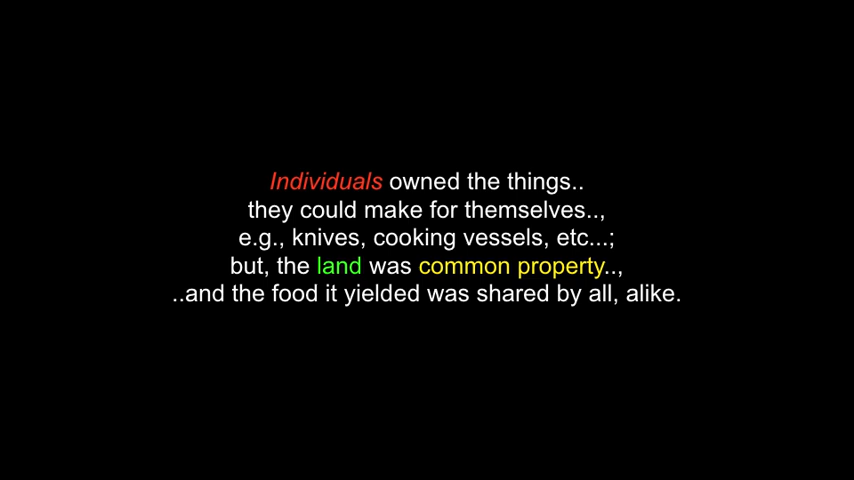 Individuals owned the things..
they could make for themselves..,
e.g., knives, cooking vessels, etc...;
but, the land was common property..,
..and the food it yielded was shared by all, alike.